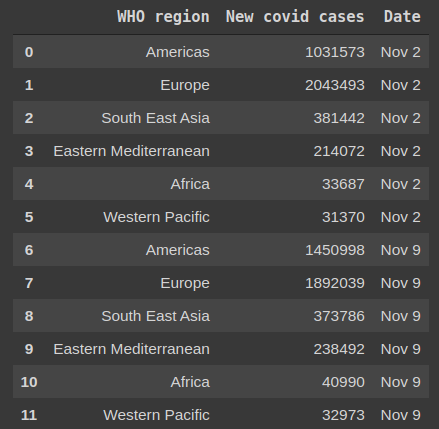 WHO region New covid cases Date
0 Americas 1031573 Nov 2
1 Europe 2043493 Nov 2
2 South East Asia 381442 Nov 2
3 Eastern Mediterranean 214072 Nov 2
4 Africa 33687 Nov 2
5 Western Pacific 31370 Nov 2
6 Americas 1450998 Nov 9
7 Europe 1892039 Nov 9
8 South East Asia 373786 Nov 9
9 Eastern Mediterranean 238492 Nov 9
10 Africa 40990 Nov 9
11 Western Pacific 32973 Nov 9